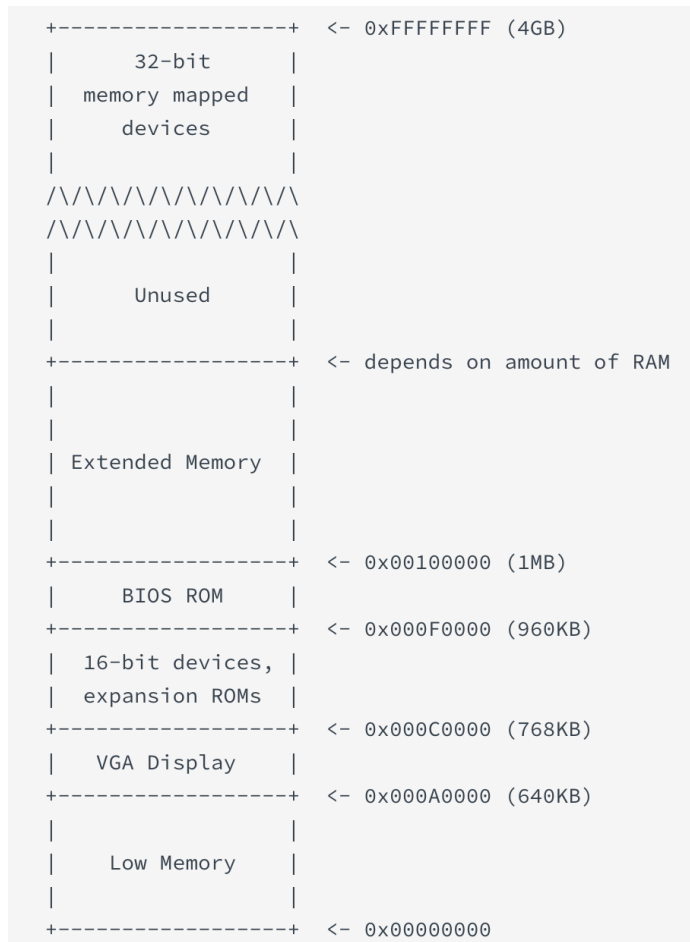 +------------------+  <- 0xFFFFFFFF (4GB)
|      32-bit      |
|  memory mapped   |
|     devices      |
|                  |
/\/\/\/\/\/\/\/\/\/\
/\/\/\/\/\/\/\/\/\/\
|                  |
|      Unused      |
|                  |
+------------------+  <- depends on amount of RAM
|                  |
|                  |
| Extended Memory  |
|                  |
|                  |
+------------------+  <- 0x00100000 (1MB)
|     BIOS ROM     |
+------------------+  <- 0x000F0000 (960KB)
|  16-bit devices, |
|  expansion ROMs  |
+------------------+  <- 0x000C0000 (768KB)
|   VGA Display    |
+------------------+  <- 0x000A0000 (640KB)
|                  |
|    Low Memory    |
|                  |
+------------------+  <- 0x00000000